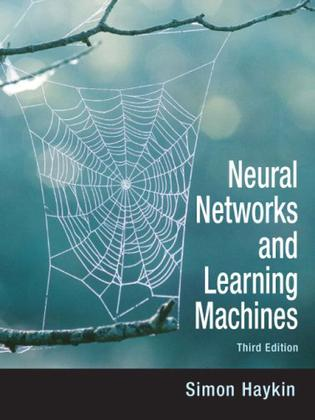 Neural
Networks
and
Learning
Machines
Third Edition
Simon Haykin